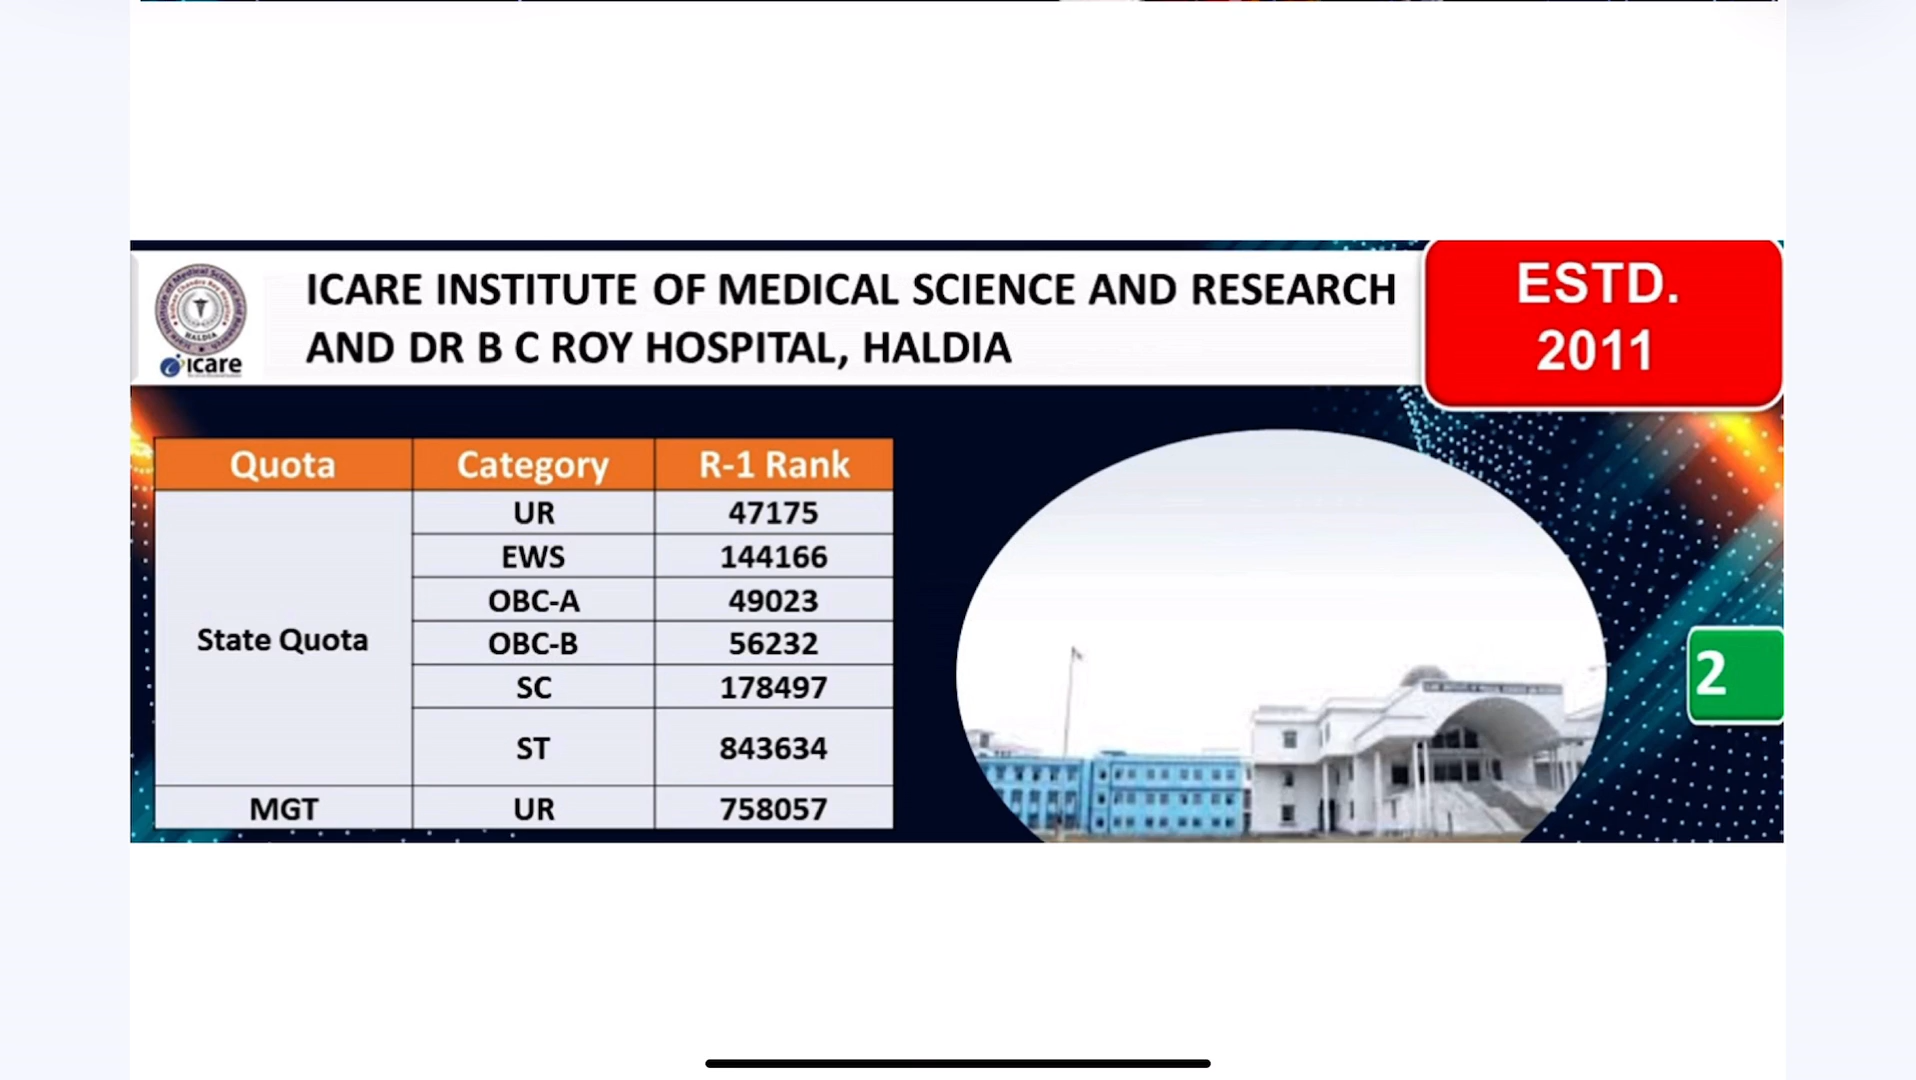 ICARE INSTITUTE OF MEDICAL SCIENCE AND RESEARCH
AND DR B C ROY HOSPITAL, HALDIA
ESTD.
2011
HALDIA
icare
Quota Category R-1 Rank
State Quota
UR 47175
EWS 144166
OBC-A 49023
OBC-B 56232
SC 178497
ST 843634
MGT UR 758057
2